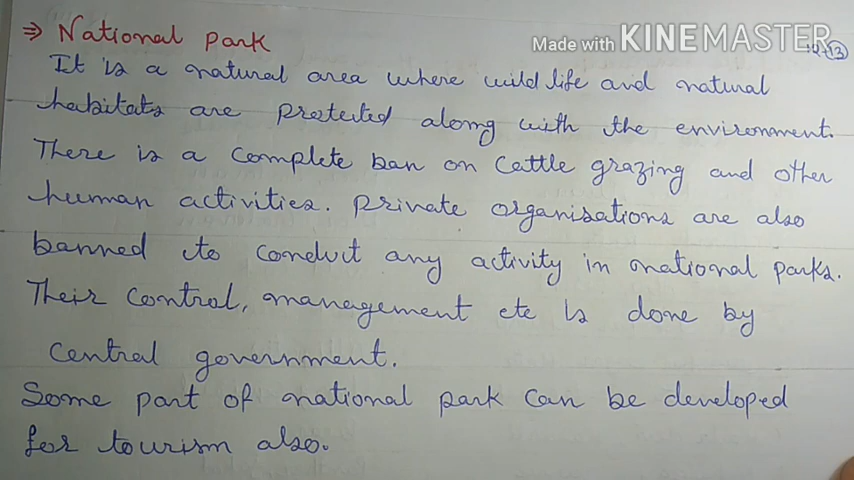 ⇒ National park
Made with KINEMASTER
It is a natural area where wild life and natural
habitats are protected along with the environment.
There is a complete ban on cattle grazing and other
human activities. private organisations are also
banned to conduct any activity in national parks.
Their control, management etc is done by
central government.
Some part of national park can be developed
for tourism also.